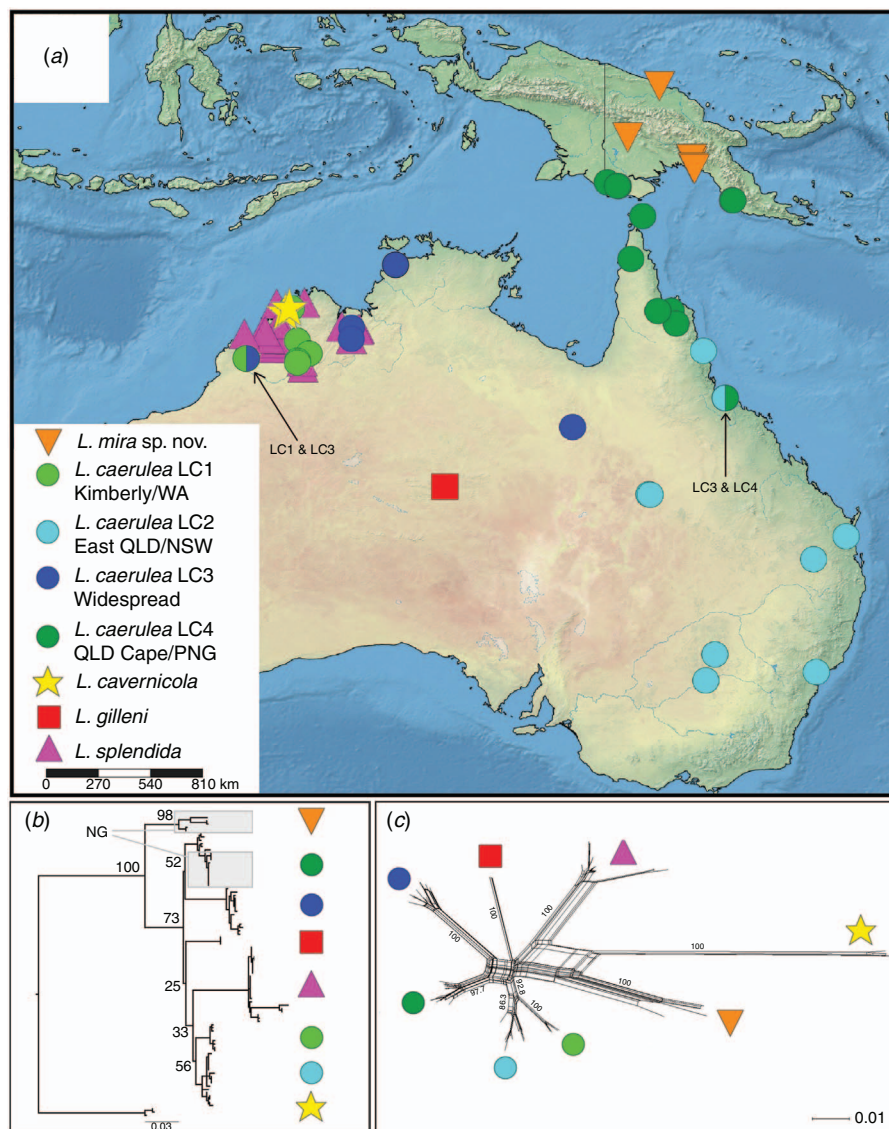 (a)
LC1 & LC3
LC3 & LC4
L. mira sp. nov.
L. caerulea LC1
Kimberly/WA
L. caerulea LC2
East QLD/NSW
L. caerulea LC3
Widespread
L. caerulea LC4
QLD Cape/PNG
L. cavernicola
L. gilleni
L. splendida
0 270 540 810 km
(b)
98
NG
52
100
73
25
33
56
0.03
(c)
100
100
100
100
100
97.7
92.8
86.3
100
0.01